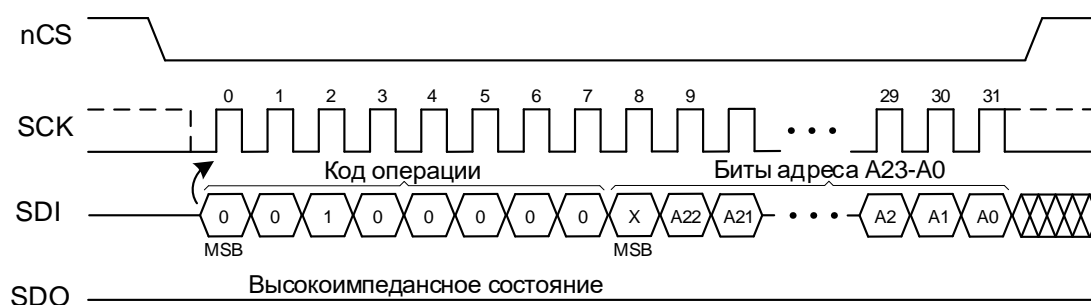 nCS
0 1 2 3 4 5 6 7 8 9 29 30 31
SCK
Код операции Биты адреса A23-A0
SDI 0 0 1 0 0 0 0 0 X A22 A21 A2 A1 A0
MSB MSB
Высокоимпедансное состояние
SDO